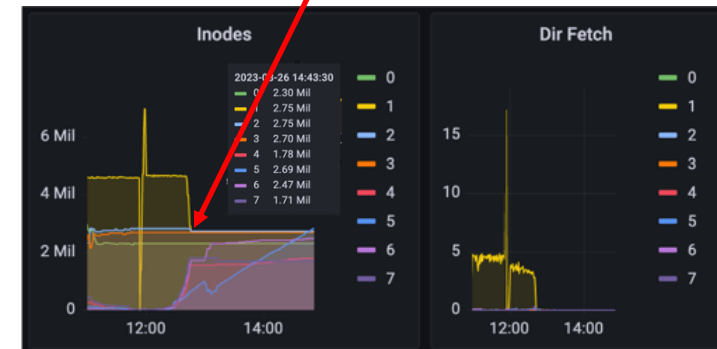 Inodes
2023-03-26 14:43:30
0 2.30 Mil
1 2.75 Mil
2 2.75 Mil
3 2.70 Mil
4 1.78 Mil
5 2.69 Mil
6 2.47 Mil
7 1.71 Mil
6 Mil
4 Mil
2 Mil
0
12:00 14:00
0
1
2
3
4
5
6
7
Dir Fetch
15
10
5
0
12:00 14:00
0
1
2
3
4
5
6
7